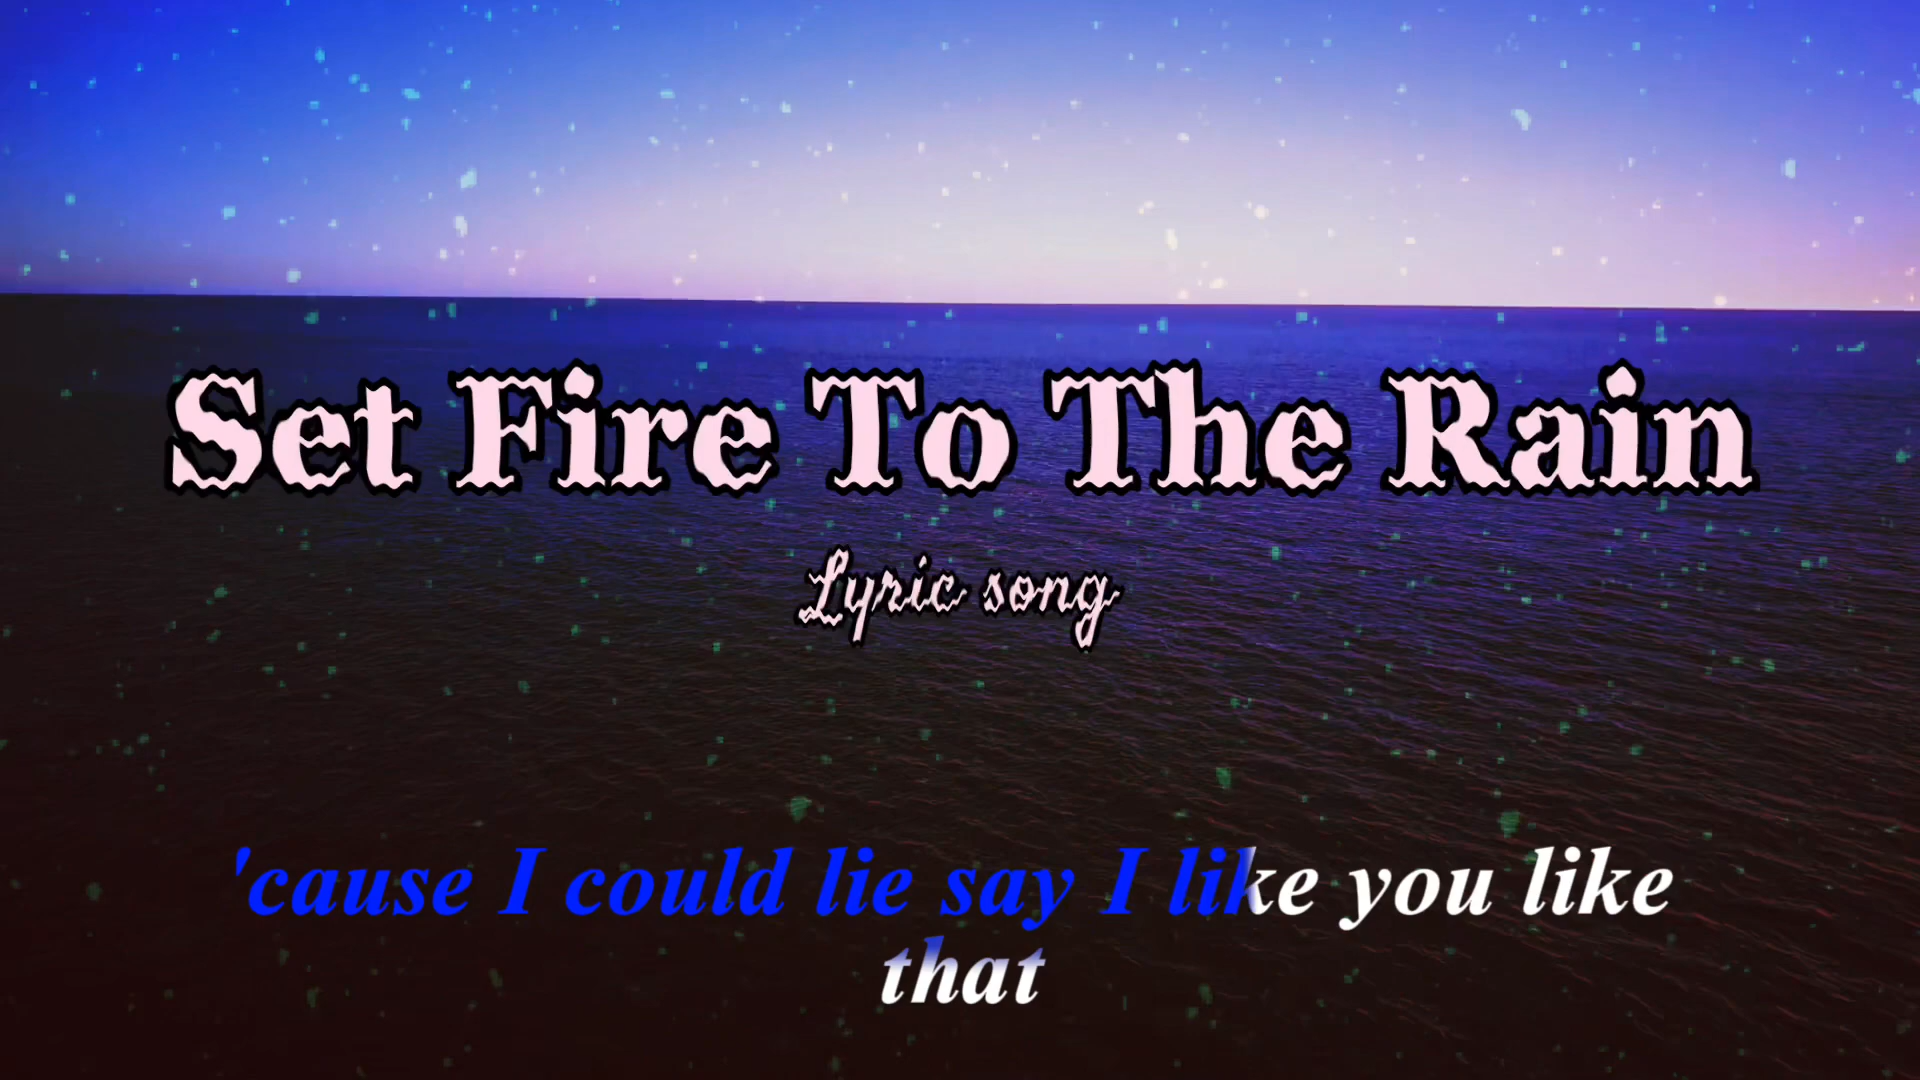 Set Fire To The Rain
Lyric song
'cause I could lie say I like you like
that